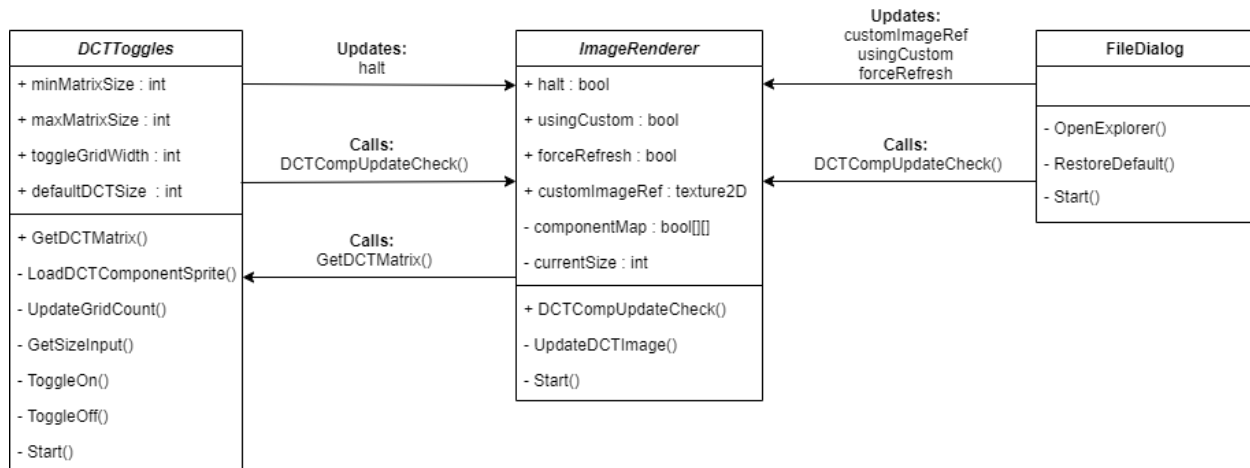 DCTToggles
+ minMatrixSize : int
+ maxMatrixSize : int
+ toggleGridWidth : int
+ defaultDCTSize : int
+ GetDCTMatrix()
- LoadDCTComponentSprite()
- UpdateGridCount()
- GetSizeInput()
- ToggleOn()
- ToggleOff()
- Start()
Updates:
halt
Calls:
DCTCompUpdateCheck()
Calls:
GetDCTMatrix()
ImageRenderer
+ halt : bool
+ usingCustom : bool
+ forceRefresh : bool
+ customImageRef : texture2D
- componentMap : bool[][]
- currentSize : int
+ DCTCompUpdateChecker()
- UpdateDCTImage()
- Start()
Updates:
customImageRef
usingCustom
forceRefresh
Calls:
DCTCompUpdateCheck()
FileDialog
- OpenExplorer()
- RestoreDefault()
- Start()